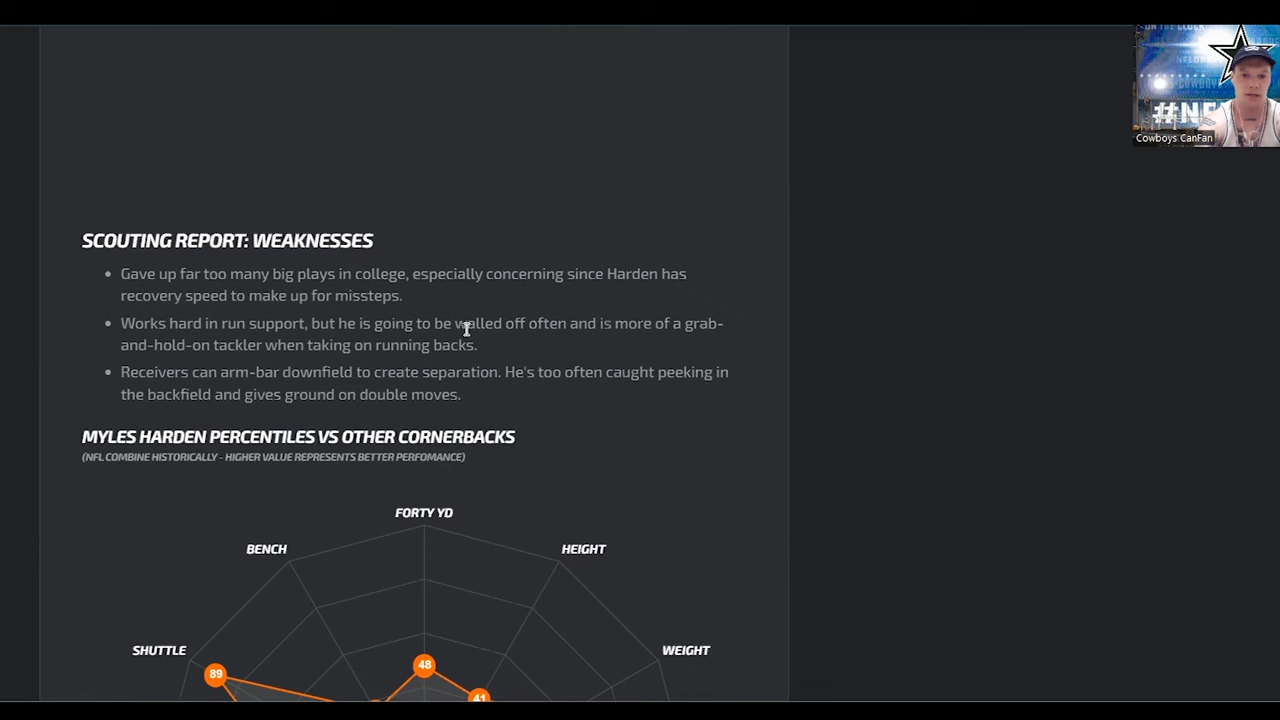 ON THE CLOCK
#NF
Cowboys CanFan
SCOUTING REPORT: WEAKNESSES
Gave up far too many big plays in college, especially concerning since Harden has
recovery speed to make up for missteps.
Works hard in run support, but he is going to be walled off often and is more of a grab-
and-hold-on tackler when taking on running backs.
Receivers can arm-bar downfield to create separation. He's too often caught peeking in
the backfield and gives ground on double moves.
MYLES HARDEN PERCENTILES VS OTHER CORNERBACKS
(NFL COMBINE HISTORICALLY - HIGHER VALUE REPRESENTS BETTER PERFOMANCE)
FORTY YD
BENCH
HEIGHT
SHUTTLE
WEIGHT
48
89
41